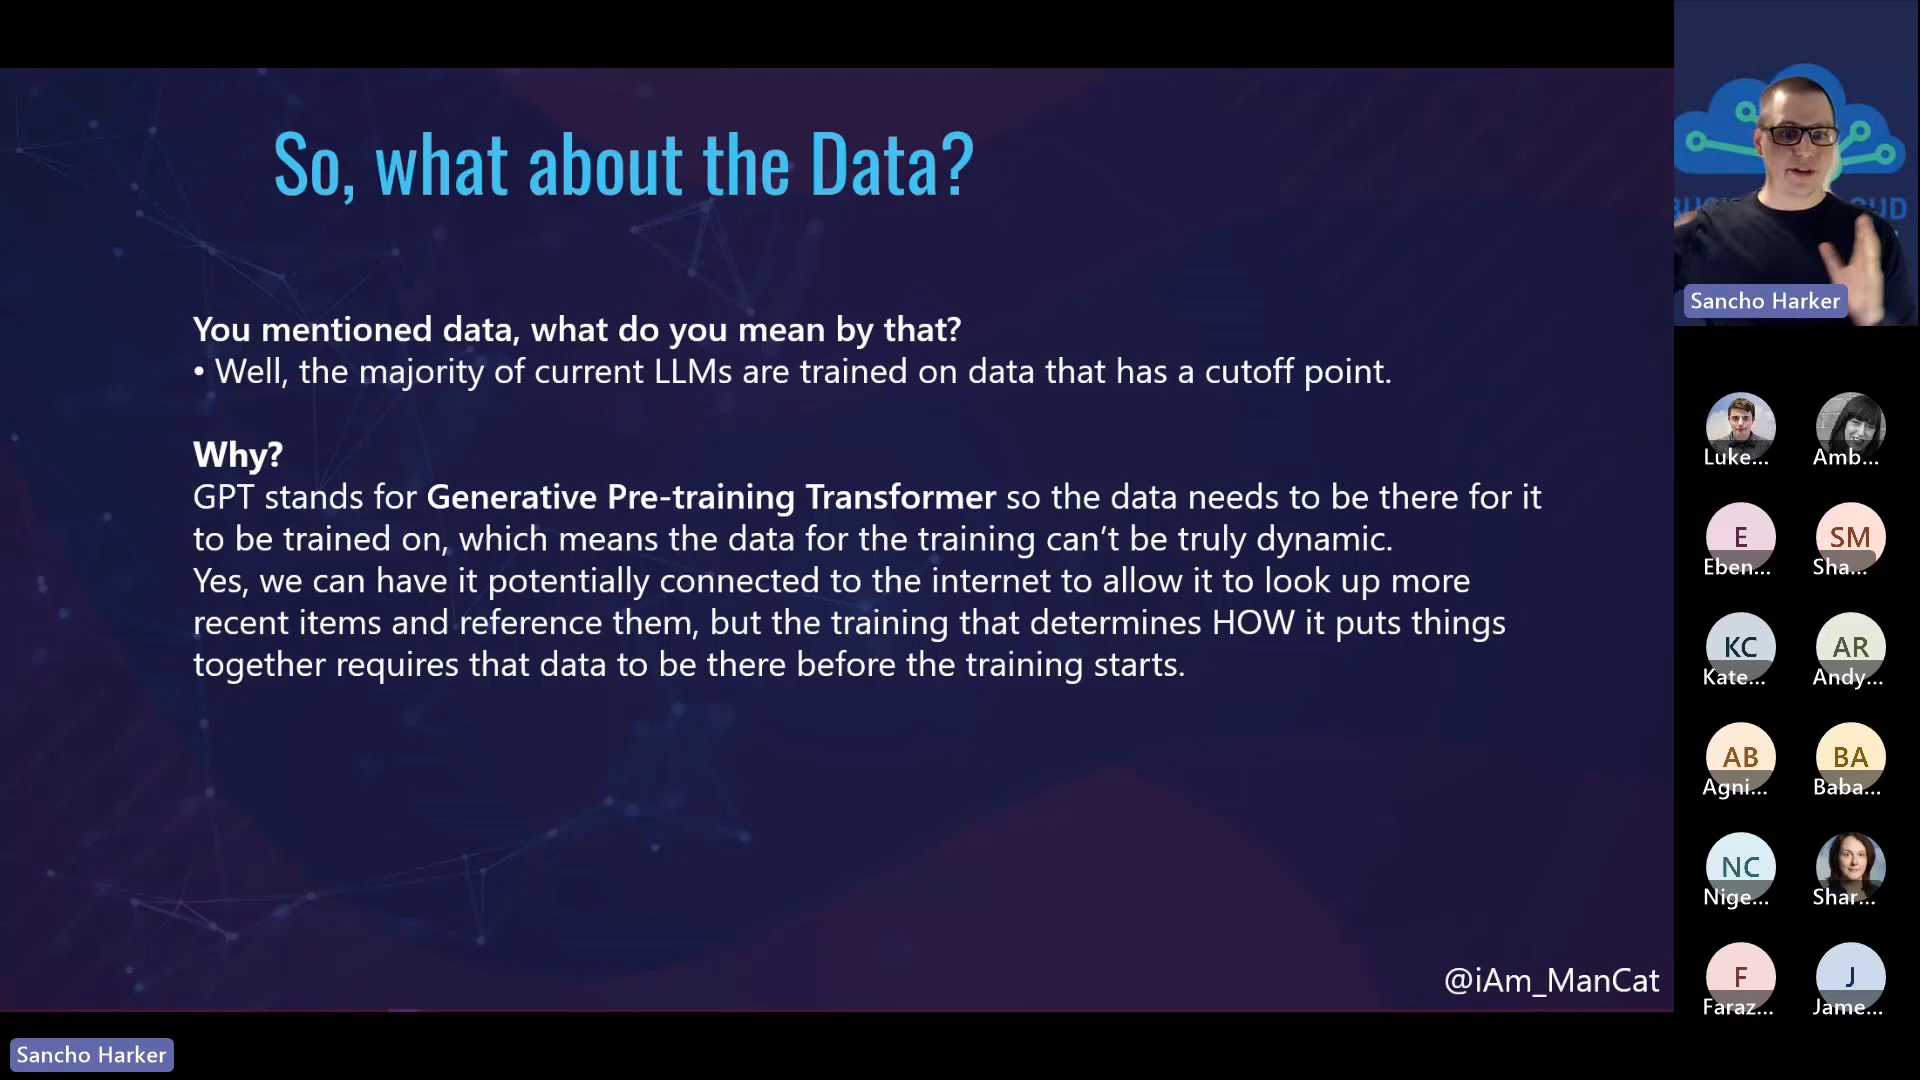 So, what about the Data?
You mentioned data, what do you mean by that?
• Well, the majority of current LLMs are trained on data that has a cutoff point.
Why?
GPT stands for Generative Pre-training Transformer so the data needs to be there for it
to be trained on, which means the data for the training can’t be truly dynamic.
Yes, we can have it potentially connected to the internet to allow it to look up more
recent items and reference them, but the training that determines HOW it puts things
together requires that data to be there before the training starts.
@iAm_ManCat
Sancho Harker
Sancho Harker
Luke...
Amb...
E
SM
Eben...
Sha...
KC
AR
Kate...
Andy...
AB
BA
Agni...
Baba...
NC
Nige...
Shar...
F
J
Faraz...
Jame...